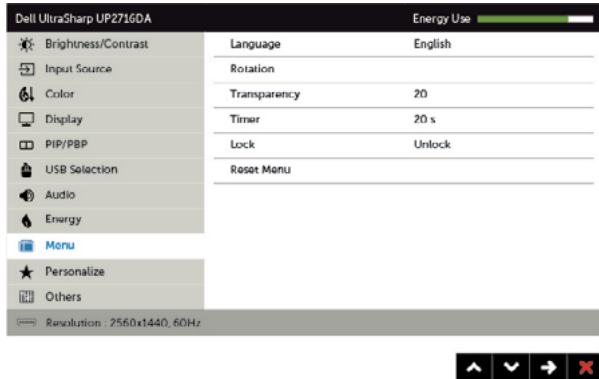 Dell UltraSharp UP2716DA Energy Use
Brightness/Contrast Language English
Input Source Rotation
Color Transparency 20
Display Timer 20 s
PIP/PBP Lock Unlock
USB Selection Reset Menu
Audio
Energy
Menu
Personalize
Others
Resolution : 2560x1440, 60Hz